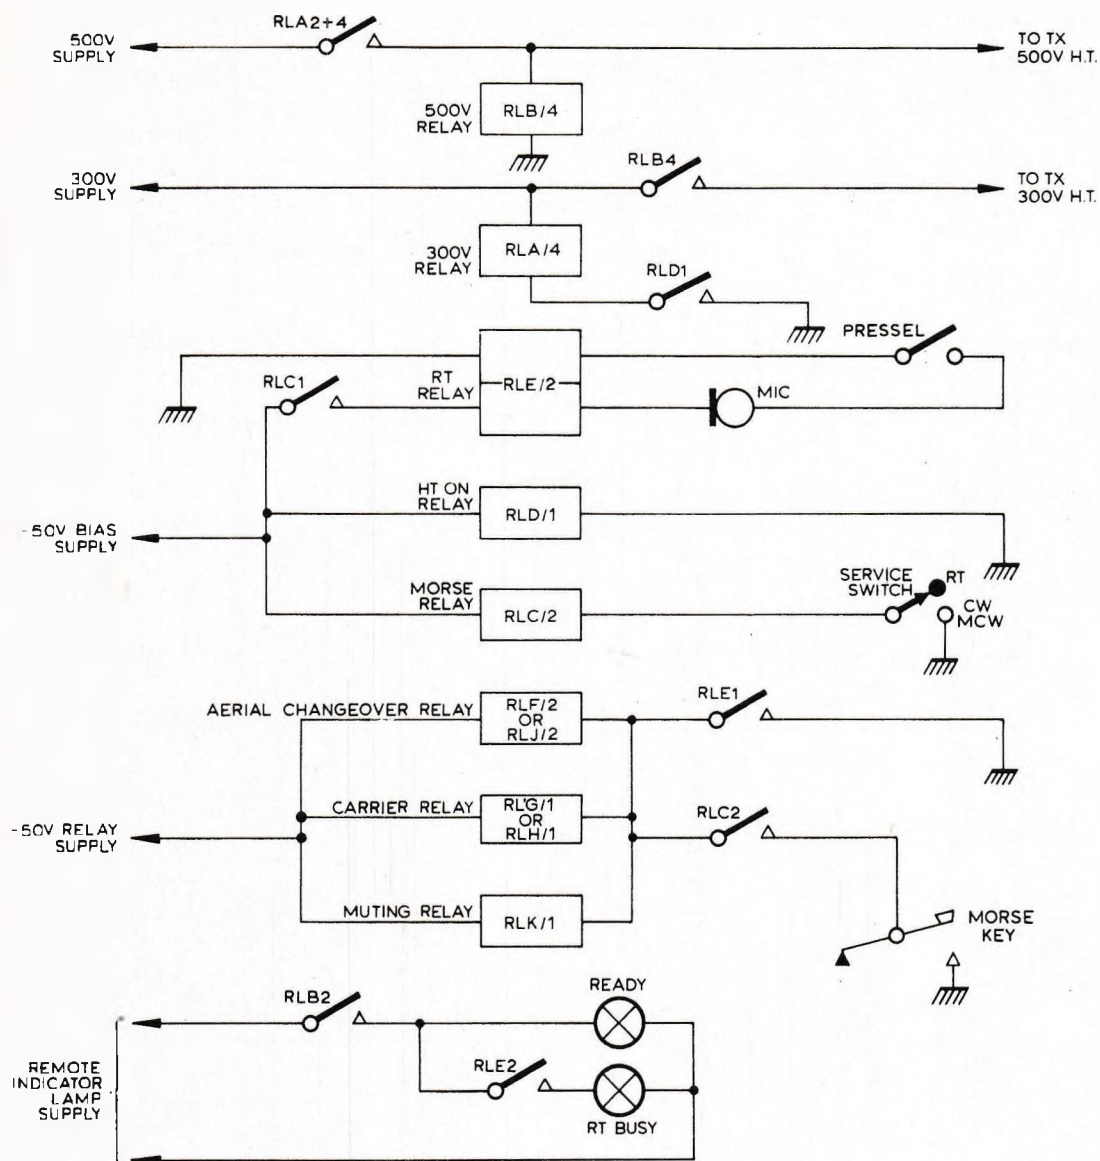 RLA2+4
500V
SUPPLY
TO TX
500V H.T.
500V
RELAY
RLB/4
RLB4
300V
SUPPLY
TO TX
300V H.T.
300V
RELAY
RLA/4
RLD1
PRESSEL
RLC1
RT
RELAY
RLE/2
MIC
HT ON
RELAY
RLD/1
-50V BIAS
SUPPLY
MORSE
RELAY
RLC/2
SERVICE
SWITCH
RT
CW
MCW
AERIAL CHANGEOVER RELAY
RLF/2
OR
RLJ/2
RLE1
CARRIER RELAY
RLG/1
OR
RLH/1
RLC2
-50V RELAY
SUPPLY
MUTING RELAY
RLK/1
MORSE
KEY
RLB2
READY
RLE2
REMOTE
INDICATOR
LAMP
SUPPLY
RT BUSY